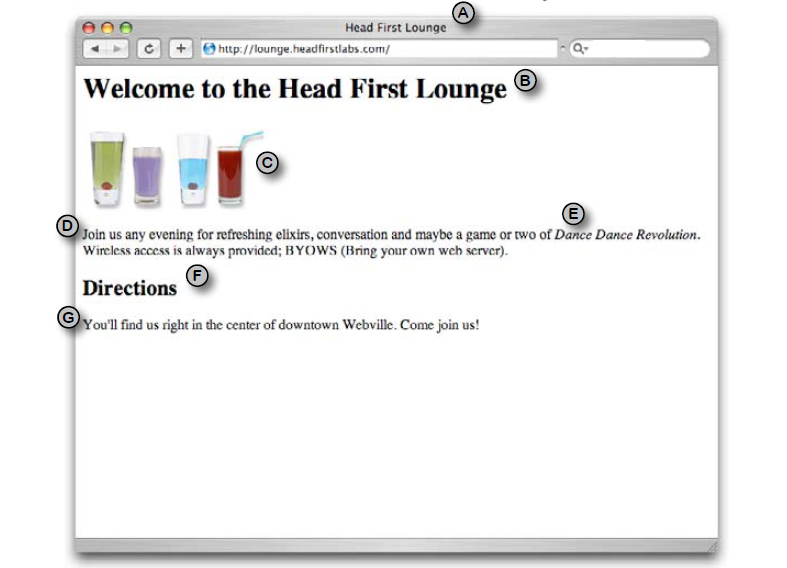 A
Head First Lounge
http://lounge.headfirstlabs.com/
Welcome to the Head First Lounge B
C
D
E
Join us any evening for refreshing elixirs, conversation and maybe a game or two of Dance Dance Revolution.
Wireless access is always provided; BYOWS (Bring your own web server).
F
Directions
G
You'll find us right in the center of downtown Webville. Come join us!